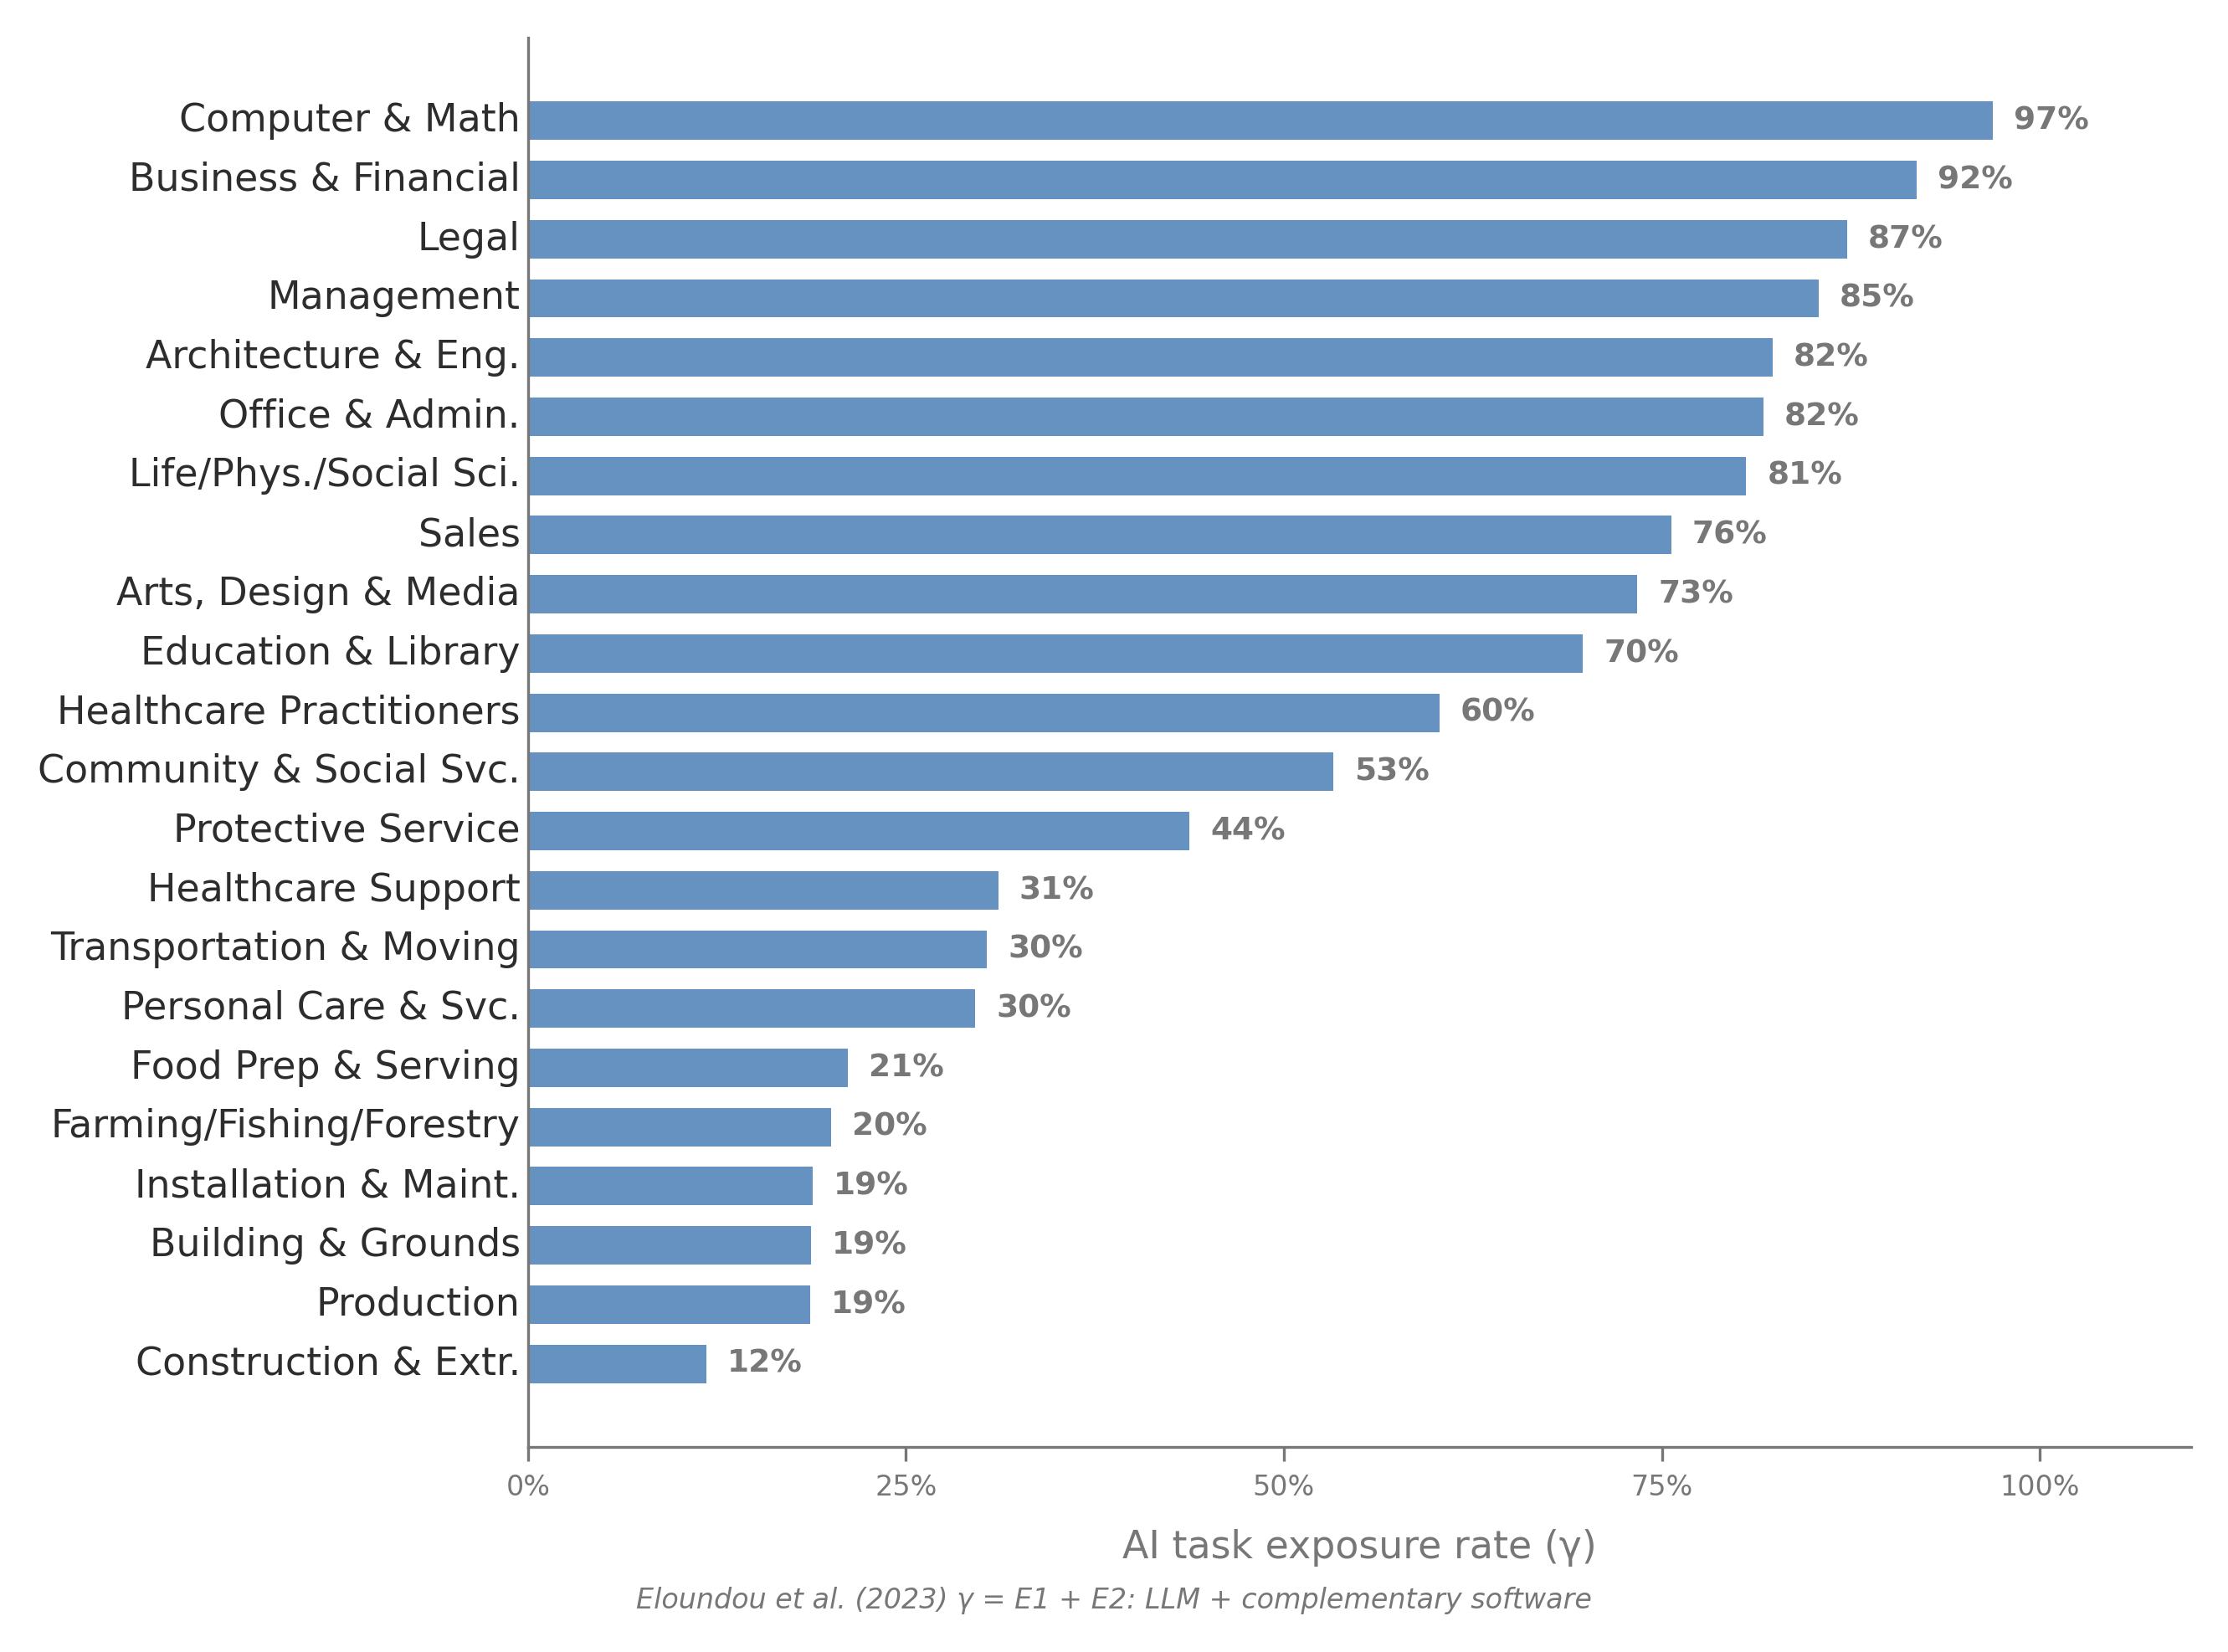 Computer & Math 97%
Business & Financial 92%
Legal 87%
Management 85%
Architecture & Eng. 82%
Office & Admin. 82%
Life/Phys./Social Sci. 81%
Sales 76%
Arts, Design & Media 73%
Education & Library 70%
Healthcare Practitioners 60%
Community & Social Svc. 53%
Protective Service 44%
Healthcare Support 31%
Transportation & Moving 30%
Personal Care & Svc. 30%
Food Prep & Serving 21%
Farming/Fishing/Forestry 20%
Installation & Maint. 19%
Building & Grounds 19%
Production 19%
Construction & Extr. 12%
0% 25% 50% 75% 100%
AI task exposure rate (γ)
Eloundou et al. (2023) γ = E1 + E2: LLM + complementary software